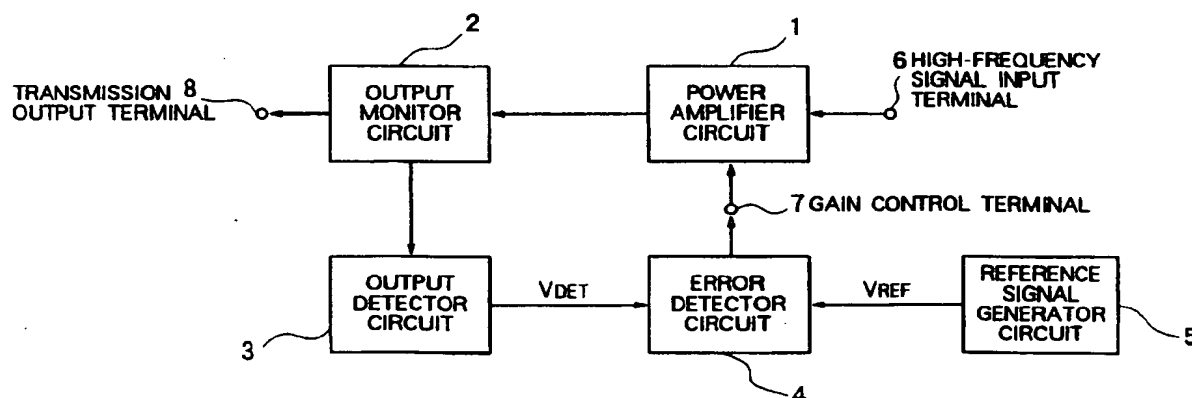 2
1
TRANSMISSION 8
OUTPUT TERMINAL
OUTPUT
MONITOR
CIRCUIT
POWER
AMPLIFIER
CIRCUIT
6 HIGH-FREQUENCY
SIGNAL INPUT
TERMINAL
7 GAIN CONTROL TERMINAL
OUTPUT
DETECTOR
CIRCUIT
VDET
ERROR
DETECTOR
CIRCUIT
VREF
REFERENCE
SIGNAL
GENERATOR
CIRCUIT
3
4
5